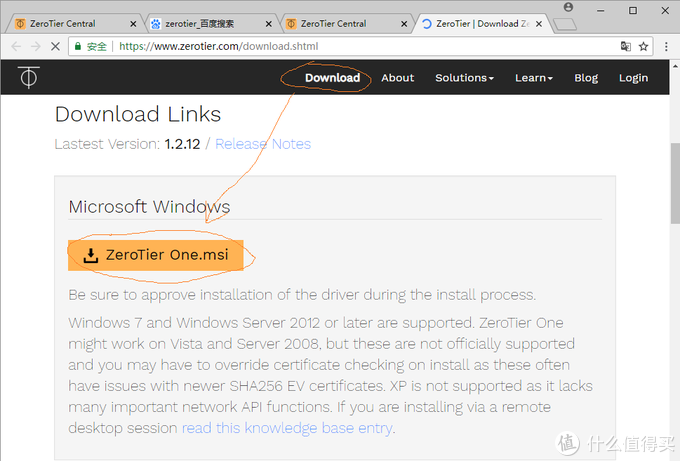 ZeroTier Central
zerotier_百度搜索
ZeroTier Central
ZeroTier | Download Ze
安全 | https://www.zerotier.com/download.shtml
Download About Solutions Learn Blog Login
Download Links
Lastest Version: 1.2.12 / Release Notes
Microsoft Windows
ZeroTier One.msi
Be sure to approve installation of the driver during the install process.
Windows 7 and Windows Server 2012 or later are supported. ZeroTier One
might work on Vista and Server 2008, but these are not officially supported
and you may have to override certificate checking on install as these often
have issues with newer SHA256 EV certificates. XP is not supported as it lacks
many important network API functions. If you are installing via a remote
desktop session read this knowledge base entry.
值 什么值得买